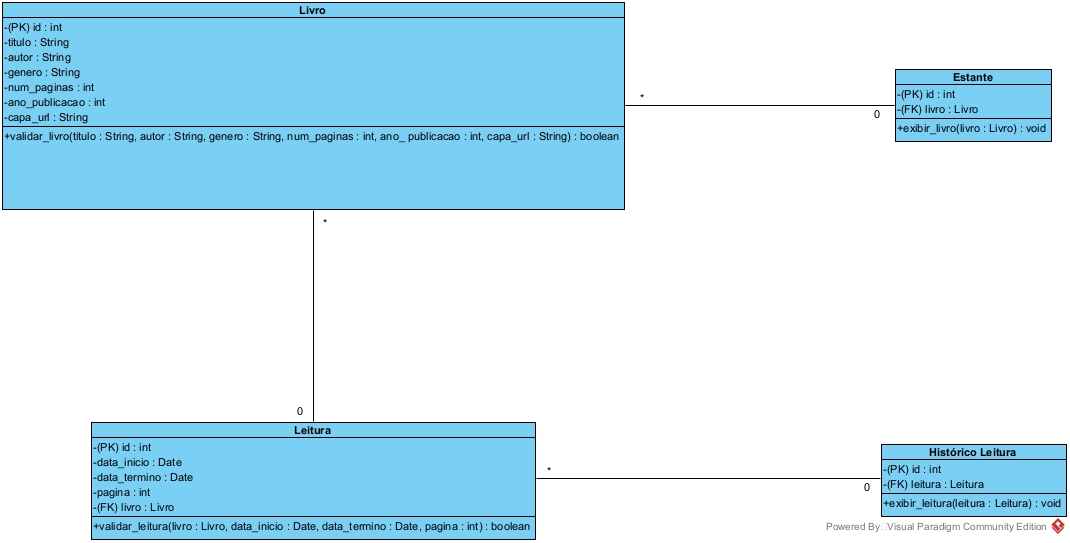 Livro
-(PK) id : int
-titulo : String
-autor : String
-genero : String
-num_paginas : int
-ano_publicacao : int
-capa_url : String
+validar_livro(titulo : String, autor : String, genero : String, num_paginas : int, ano_ publicacao : int, capa_url : String) : boolean
*
0
Estante
-(PK) id : int
-(FK) livro : Livro
+exibir_livro(livro : Livro) : void
*
0
Leitura
-(PK) id : int
-data_inicio : Date
-data_termino : Date
-pagina : int
-(FK) livro : Livro
+validar_leitura(livro : Livro, data_inicio : Date, data_termino : Date, pagina : int) : boolean
*
0
Histórico Leitura
-(PK) id : int
-(FK) leitura : Leitura
+exibir_leitura(leitura : Leitura) : void
Powered By Visual Paradigm Community Edition